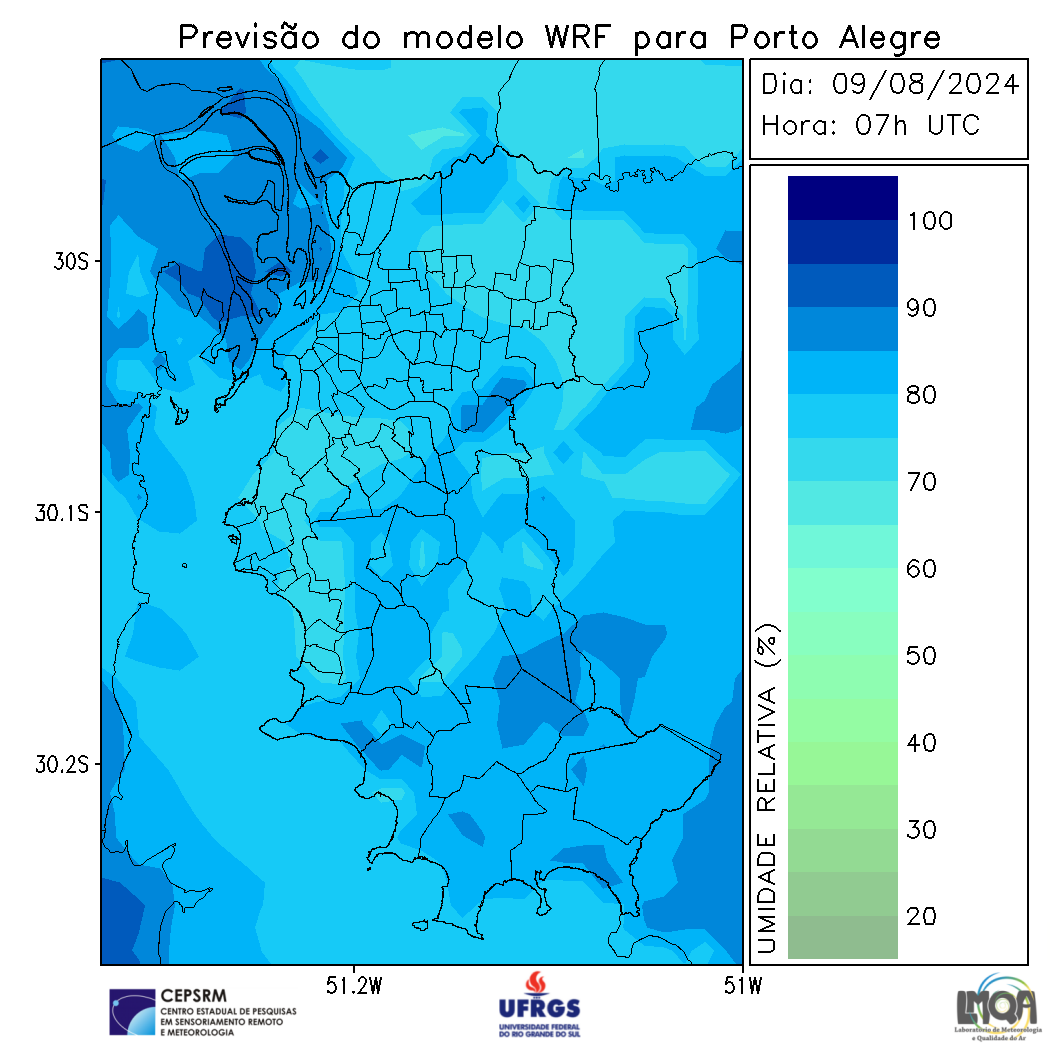 Previsão do modelo WRF para Porto Alegre
Dia: 09/08/2024
Hora: 07h UTC
30S
30.1S
30.2S
51.2W
51W
UMIDADE RELATIVA (%)
100
90
80
70
60
50
40
30
20
CEPSRM
CENTRO ESTADUAL DE PESQUISAS
EM SENSORIAMENTO REMOTO
E METEOROLOGIA
UFRGS
UNIVERSIDADE FEDERAL
DO RIO GRANDE DO SUL
LMQA
Laboratório de Meteorologia
e Qualidade do Ar